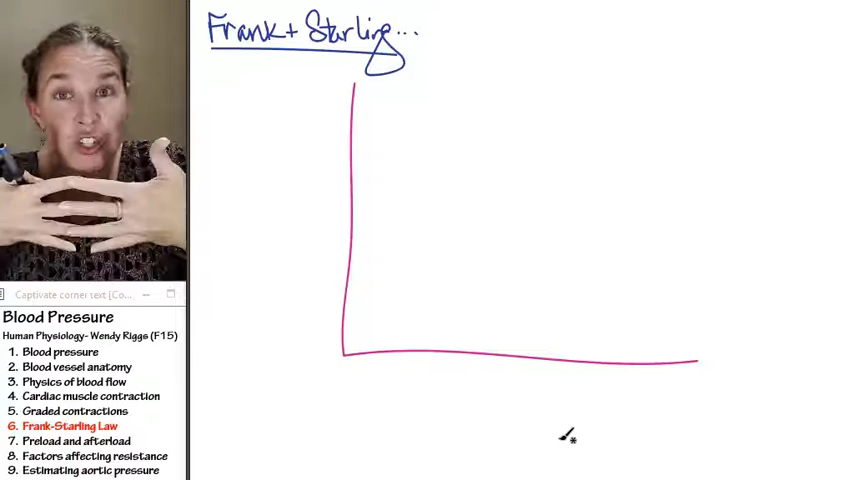 Frank + Starling...
Captivate corner text [Co...
Blood Pressure
Human Physiology- Wendy Riggs (F15)
1. Blood pressure
2. Blood vessel anatomy
3. Physics of blood flow
4. Cardiac muscle contraction
5. Graded contractions
6. Frank-Starling Law
7. Preload and afterload
8. Factors affecting resistance
9. Estimating aortic pressure